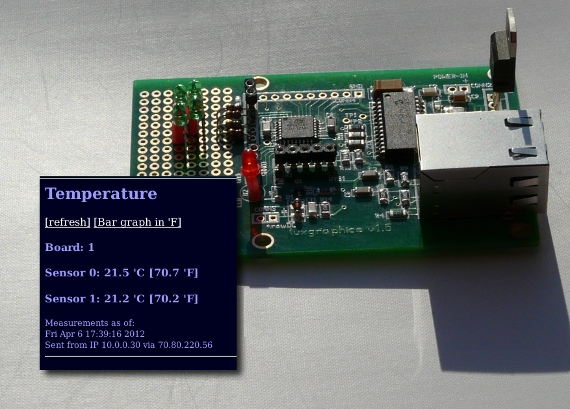 POWER-IN
Temperature
[refresh] [Bar graph in 'F]
Board: 1
Sensor 0: 21.5 'C [70.7 'F]
Sensor 1: 21.2 'C [70.2 'F]
Measurements as of:
Fri Apr 6 17:39:16 2012
Sent from IP 10.0.0.30 via 70.80.220.56
tuxgraphics v1.5